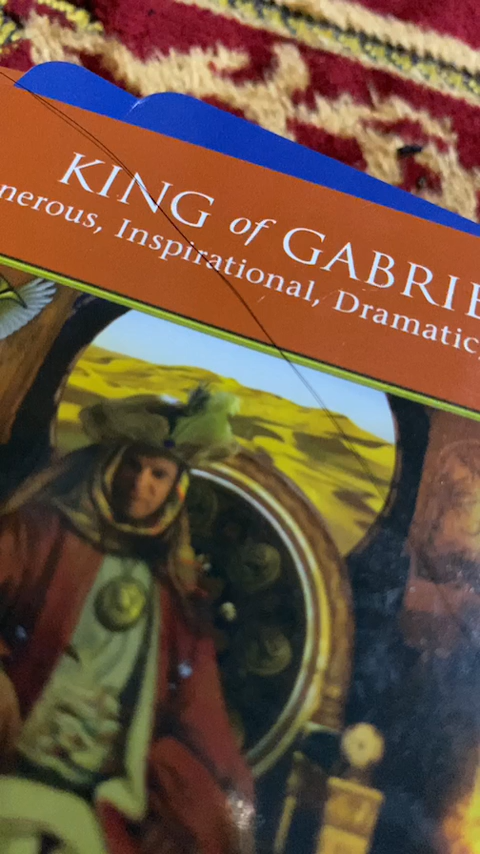 KING of GABRIE
nerous, Inspirational, Dramatic,